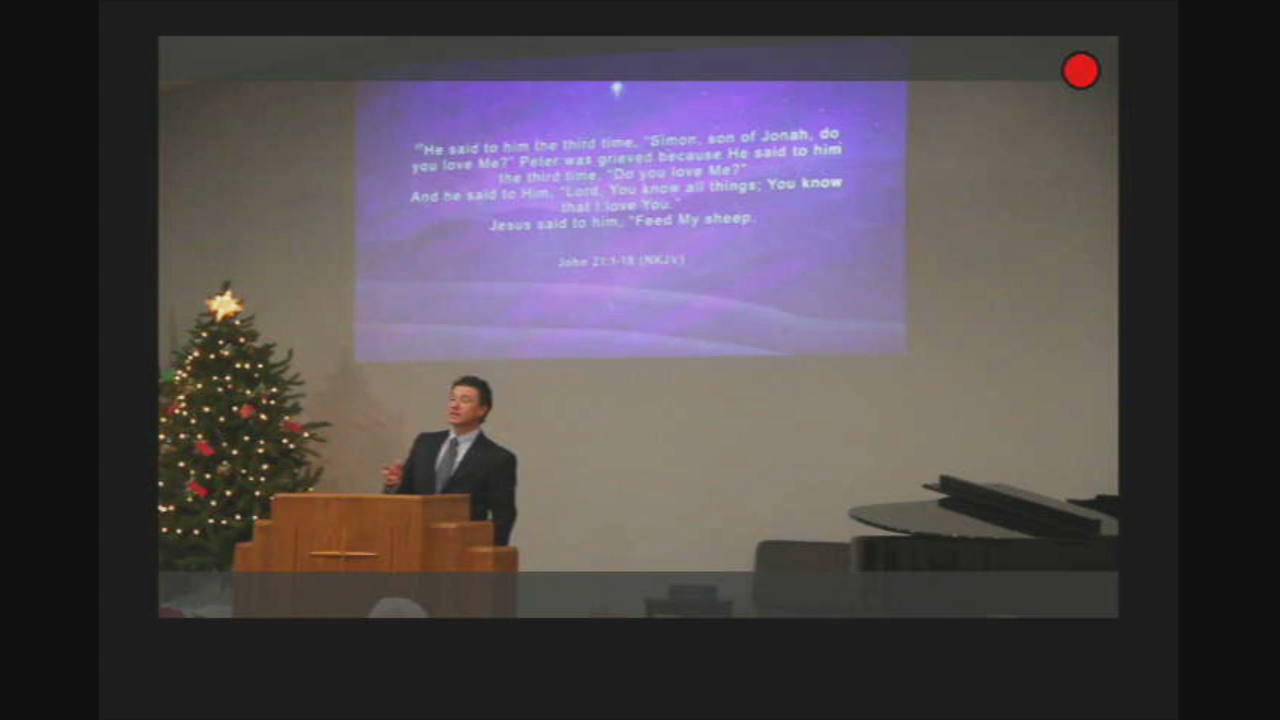 "He said to him the third time, "Simon, son of Jonah, do
you love Me?" Peter was grieved because He said to him
the third time, "Do you love Me?"
And he said to Him, "Lord, You know all things; You know
that I love You."
Jesus said to him, "Feed My sheep.
John 21:1-18 (NKJV)